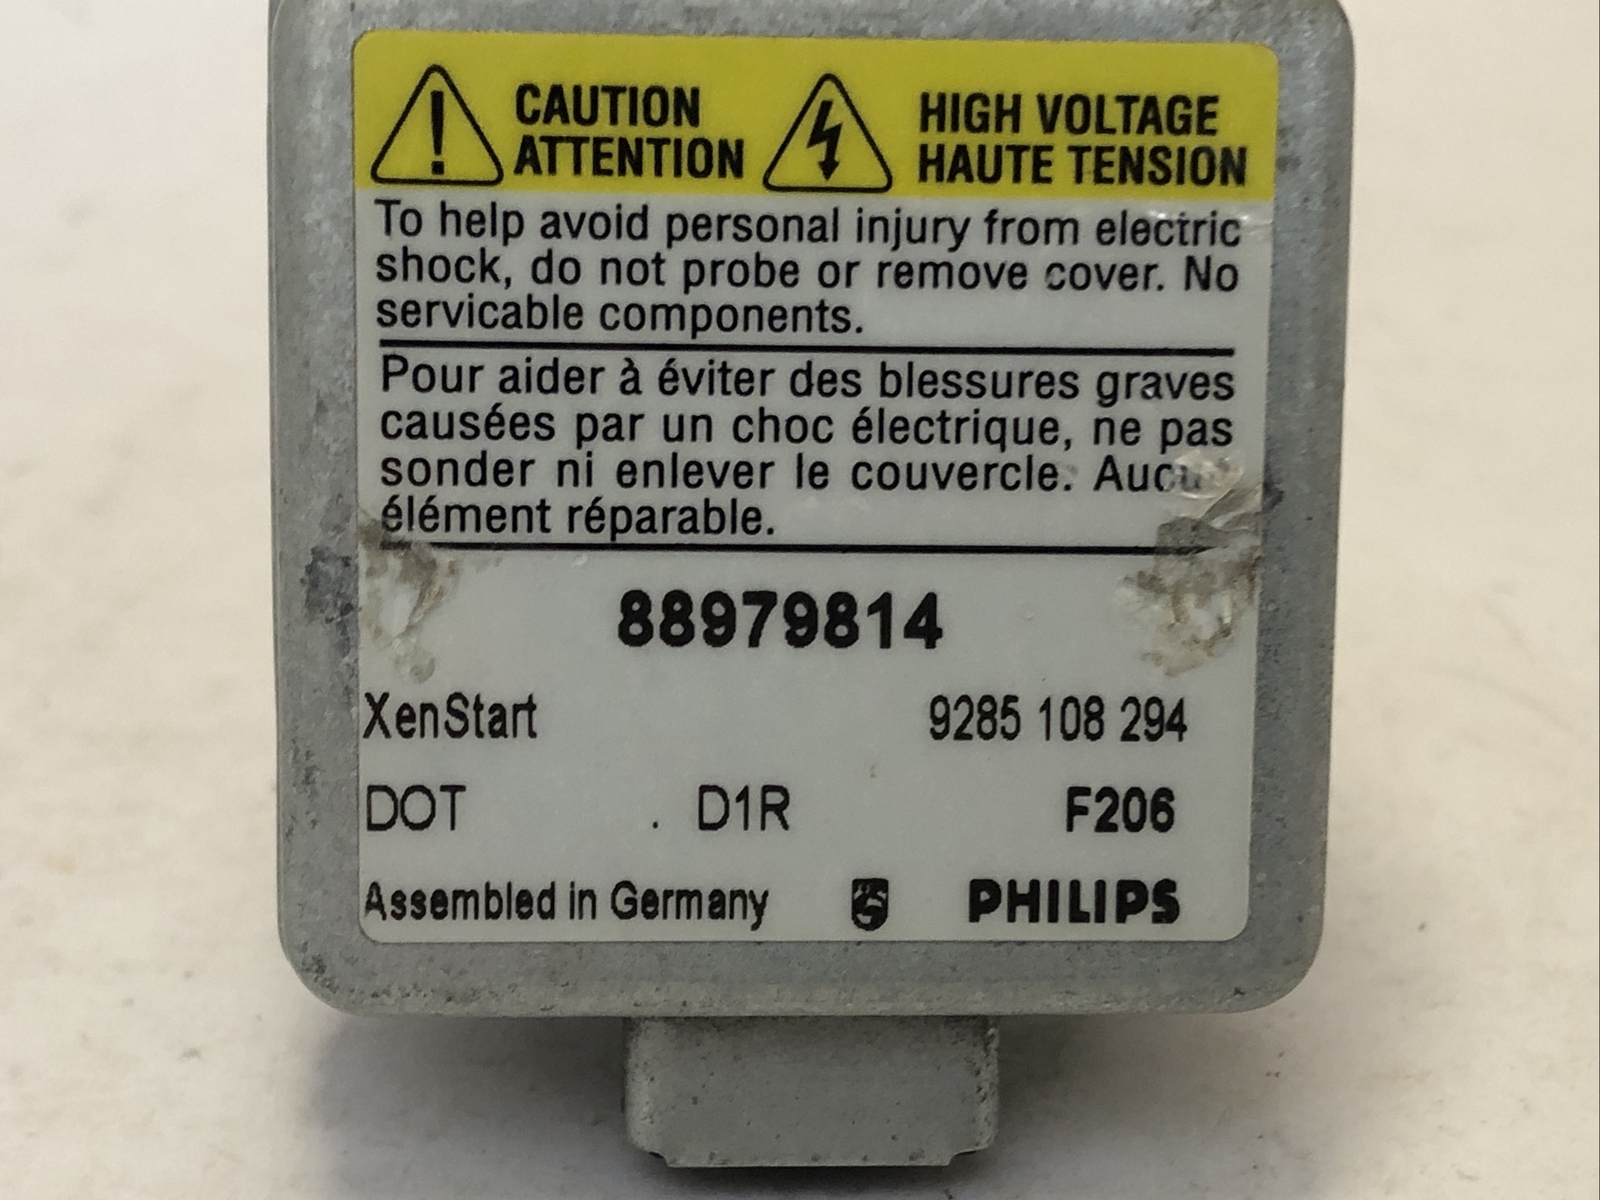 CAUTION
ATTENTION
HIGH VOLTAGE
HAUTE TENSION
To help avoid personal injury from electric
shock, do not probe or remove cover. No
servicable components.
Pour aider à éviter des blessures graves
causées par un choc électrique, ne pas
sonder ni enlever le couvercle.
élément réparable.
88979814
XenStart 9285 108 294
DOT . D1R F206
Assembled in Germany PHILIPS